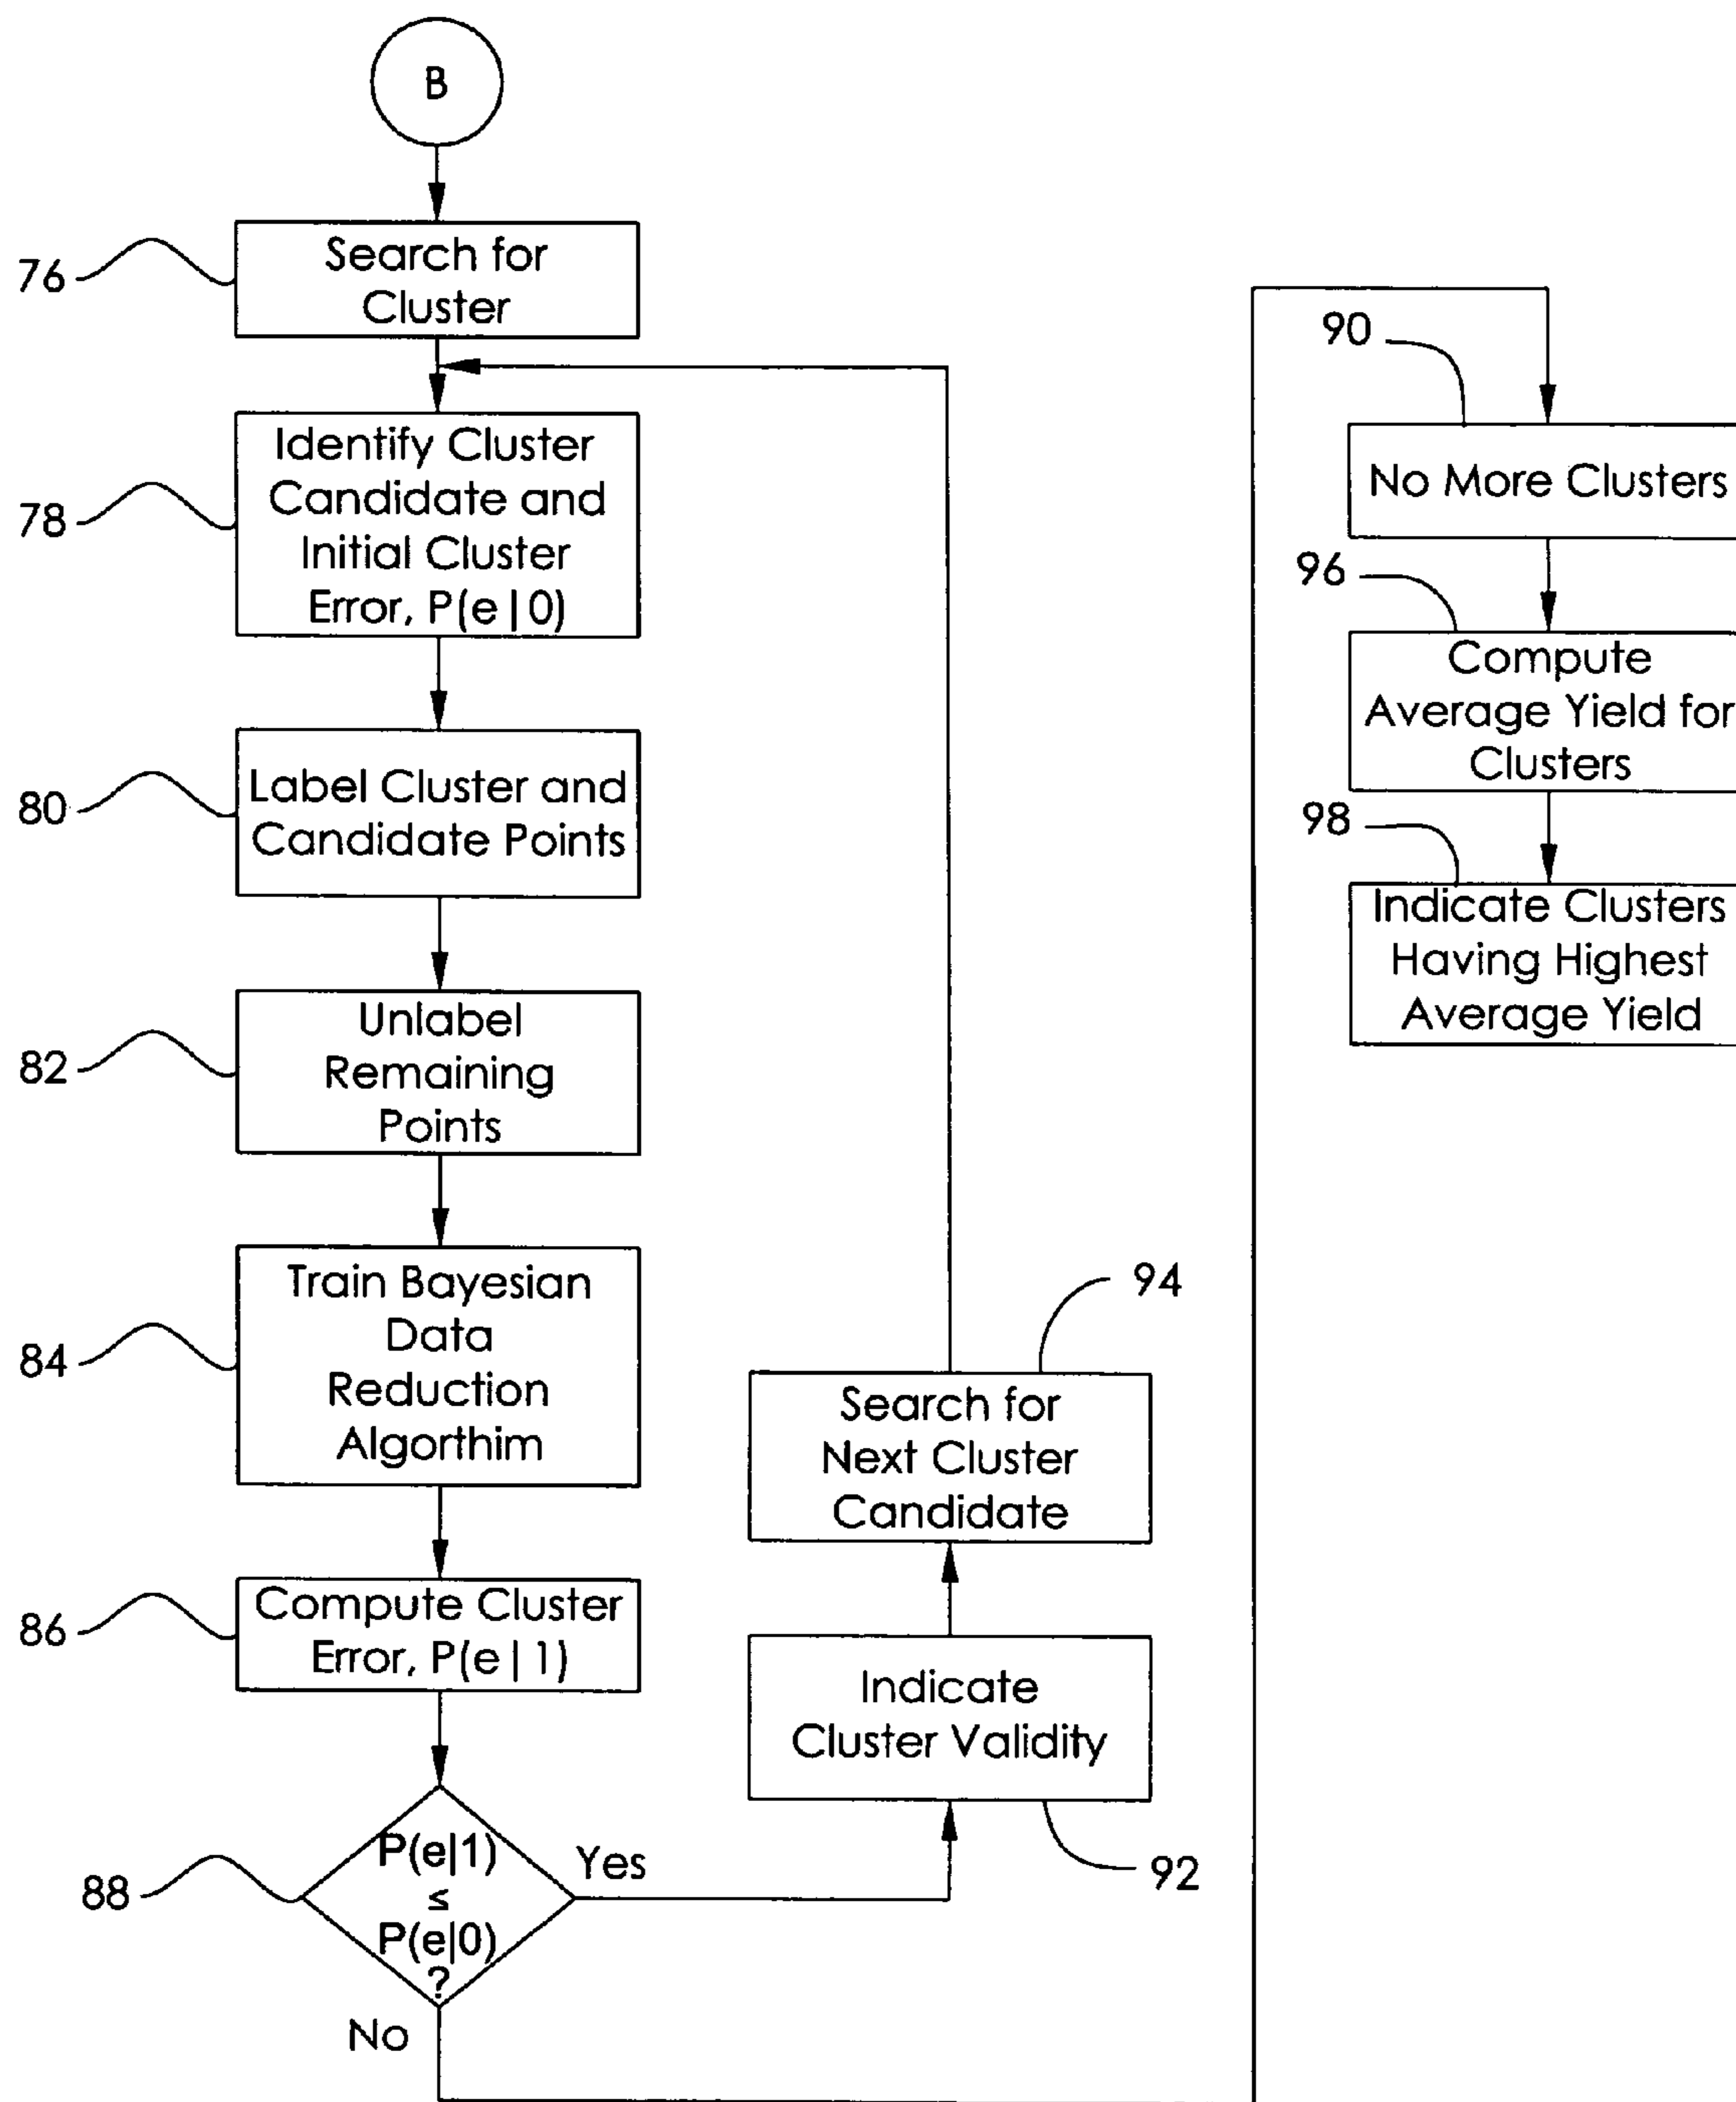 B
76
Search for
Cluster
78
Identify Cluster
Candidate and
Initial Cluster
Error, P(e|0)
80
Label Cluster and
Candidate Points
82
Unlabel
Remaining
Points
84
Train Bayesian
Data
Reduction
Algorthim
86
Compute Cluster
Error, P(e|1)
88
P(e|1)
≤
P(e|0)
?
Yes
No
94
Search for
Next Cluster
Candidate
Indicate
Cluster Validity
92
90
No More Clusters
96
Compute
Average Yield for
Clusters
98
Indicate Clusters
Having Highest
Average Yield